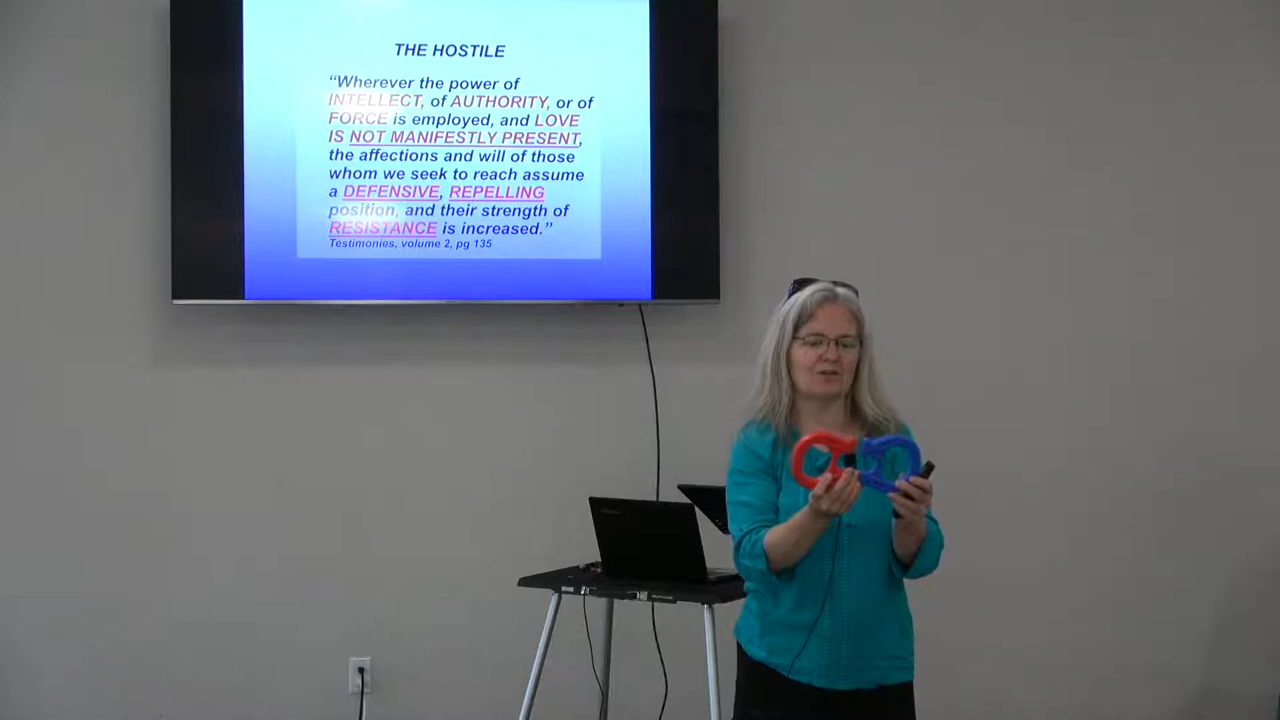 THE HOSTILE
“Wherever the power of
INTELLECT, of AUTHORITY, or of
FORCE is employed, and LOVE
IS NOT MANIFESTLY PRESENT,
the affections and will of those
whom we seek to reach assume
a DEFENSIVE, REPELLING
position, and their strength of
RESISTANCE is increased.”
Testimonies, volume 2, pg 135